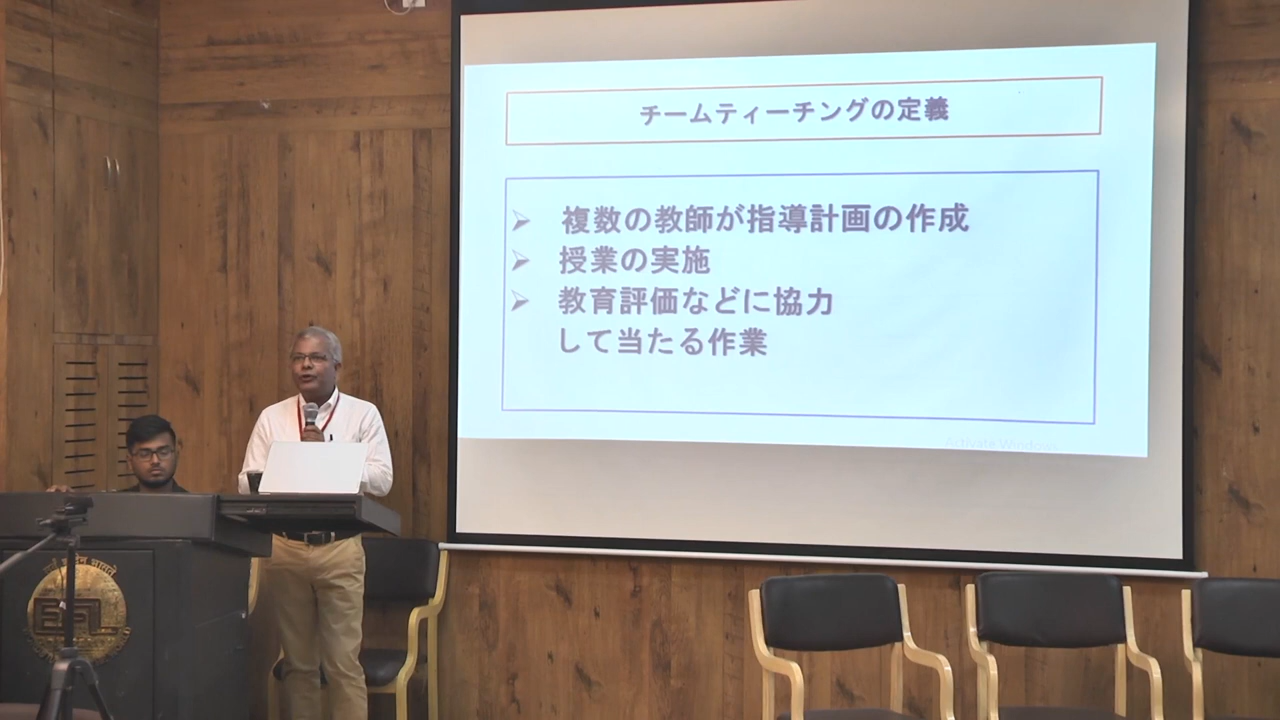 チームティーチングの定義
➢ 複数の教師が指導計画の作成
➢ 授業の実施
➢ 教育評価などに協力
して当たる作業
Activate Windows